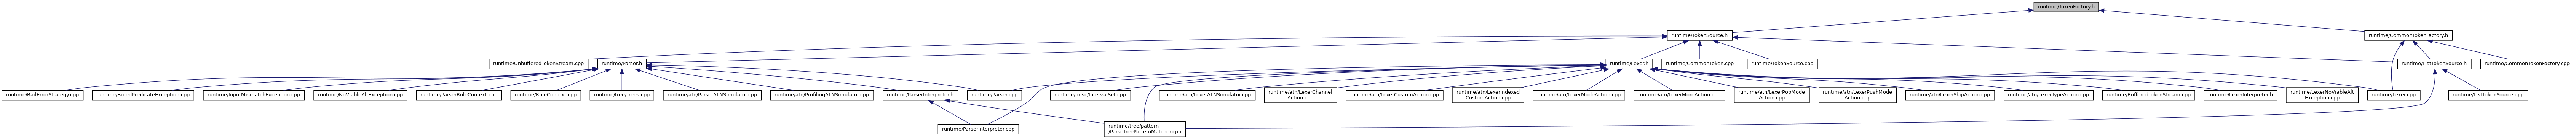 runtime/TokenFactory.h
runtime/TokenSource.h
runtime/CommonTokenFactory.h
runtime/UnbufferedTokenStream.cpp
runtime/Parser.h
runtime/Lexer.h
runtime/CommonToken.cpp
runtime/TokenSource.cpp
runtime/ListTokenSource.h
runtime/CommonTokenFactory.cpp
runtime/BailErrorStrategy.cpp
runtime/FailedPredicateException.cpp
runtime/InputMismatchException.cpp
runtime/NoViableAltException.cpp
runtime/ParserRuleContext.cpp
runtime/RuleContext.cpp
runtime/tree/Trees.cpp
runtime/atn/ParserATNSimulator.cpp
runtime/atn/ProfilingATNSimulator.cpp
runtime/ParserInterpreter.h
runtime/Parser.cpp
runtime/misc/IntervalSet.cpp
runtime/atn/LexerATNSimulator.cpp
runtime/atn/LexerChannel
Action.cpp
runtime/atn/LexerCustomAction.cpp
runtime/atn/LexerIndexed
CustomAction.cpp
runtime/atn/LexerModeAction.cpp
runtime/atn/LexerMoreAction.cpp
runtime/atn/LexerPopMode
Action.cpp
runtime/atn/LexerPushMode
Action.cpp
runtime/atn/LexerSkipAction.cpp
runtime/atn/LexerTypeAction.cpp
runtime/BufferedTokenStream.cpp
runtime/LexerInterpreter.h
runtime/LexerNoViableAlt
Exception.cpp
runtime/Lexer.cpp
runtime/ListTokenSource.cpp
runtime/ParserInterpreter.cpp
runtime/tree/pattern
/ParseTreePatternMatcher.cpp